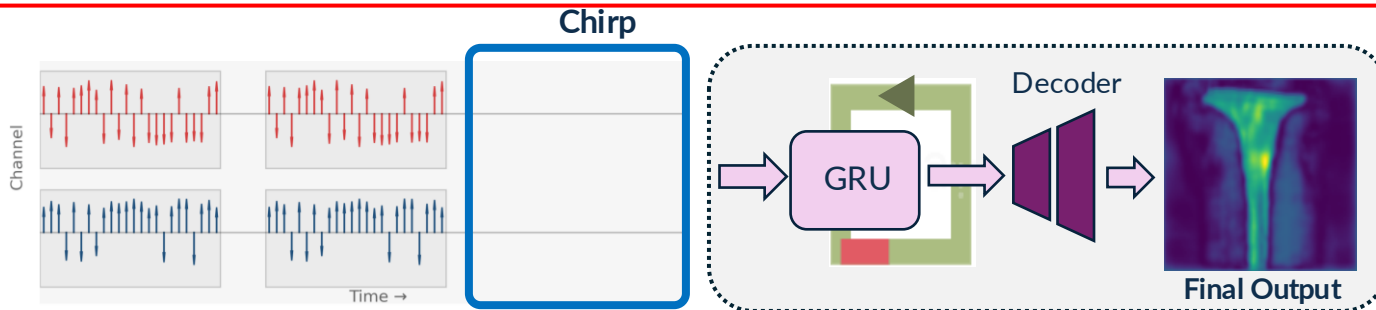 Chirp
Channel
Time →
GRU
Decoder
Final Output